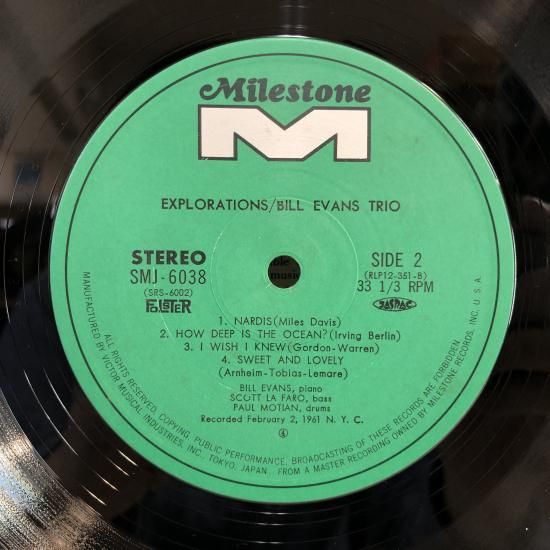 Milestone
M
EXPLORATIONS/BILL EVANS TRIO
STEREO
SMJ-6038
(SRS-6002)
POLYSTER
SIDE 2
(RLP12-351-B)
33 1/3 RPM
JASRAC
ble
music
1. NARDIS(Miles Davis)
2. HOW DEEP IS THE OCEAN?(Irving Berlin)
3. I WISH I KNEW(Gordon-Warren)
4. SWEET AND LOVELY
(Arnheim-Tobias-Lemare)
BILL EVANS, piano
SCOTT LA FARO, bass
PAUL MOTIAN, drums
Recorded February 2, 1961 N. Y. C.
④
ALL RIGHTS RESERVED. COPYING, PUBLIC PERFORMANCE, BROADCASTING OF THESE RECORDS ARE FORBIDDEN.
MANUFACTURED BY VICTOR MUSICAL INDUSTRIES, INC., TOKYO, JAPAN. FROM A MASTER RECORDING OWNED BY MILESTONE RECORDS, INC. U. S. A.